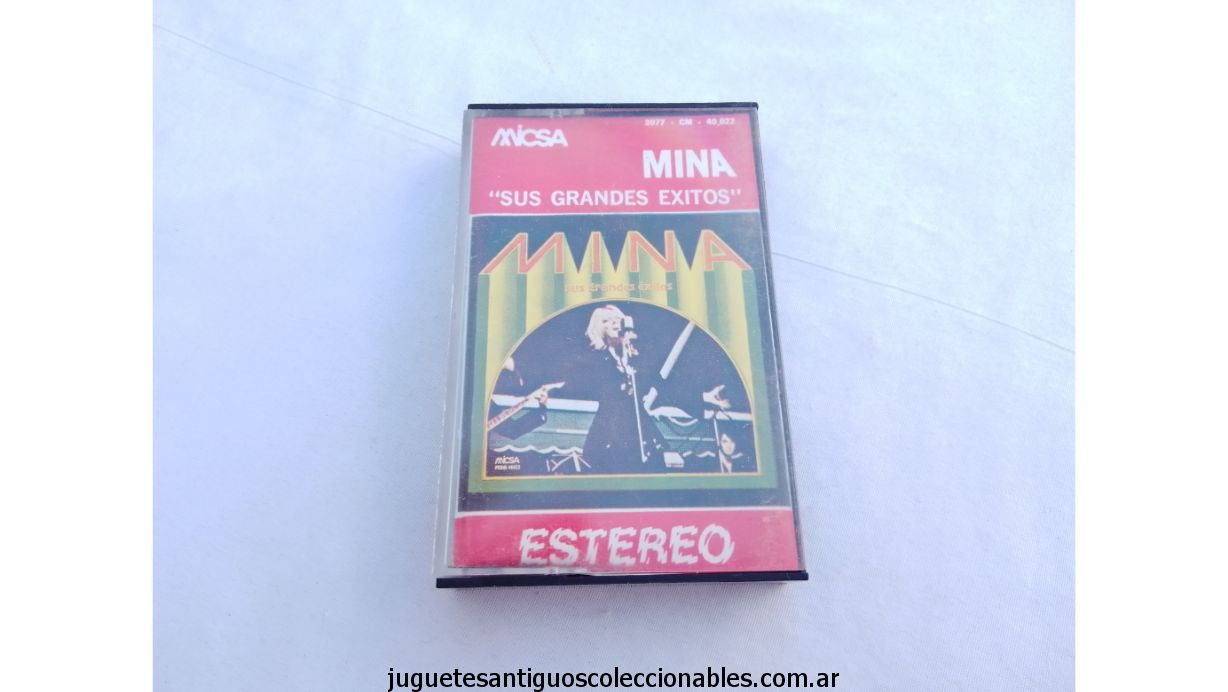 MICSA
3077 - CM - 40,022
MINA
"SUS GRANDES EXITOS"
MINA
sus grandes exitos
MICSA
ESTEREO
juguetesantiguoscoleccionables.com.ar